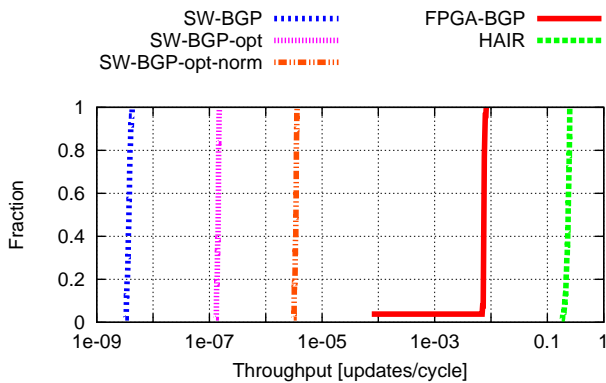 SW-BGP
SW-BGP-opt
SW-BGP-opt-norm
FPGA-BGP
HAIR
1
0.8
0.6
0.4
0.2
0
Fraction
1e-09 1e-07 1e-05 1e-03 0.1 1
Throughput [updates/cycle]